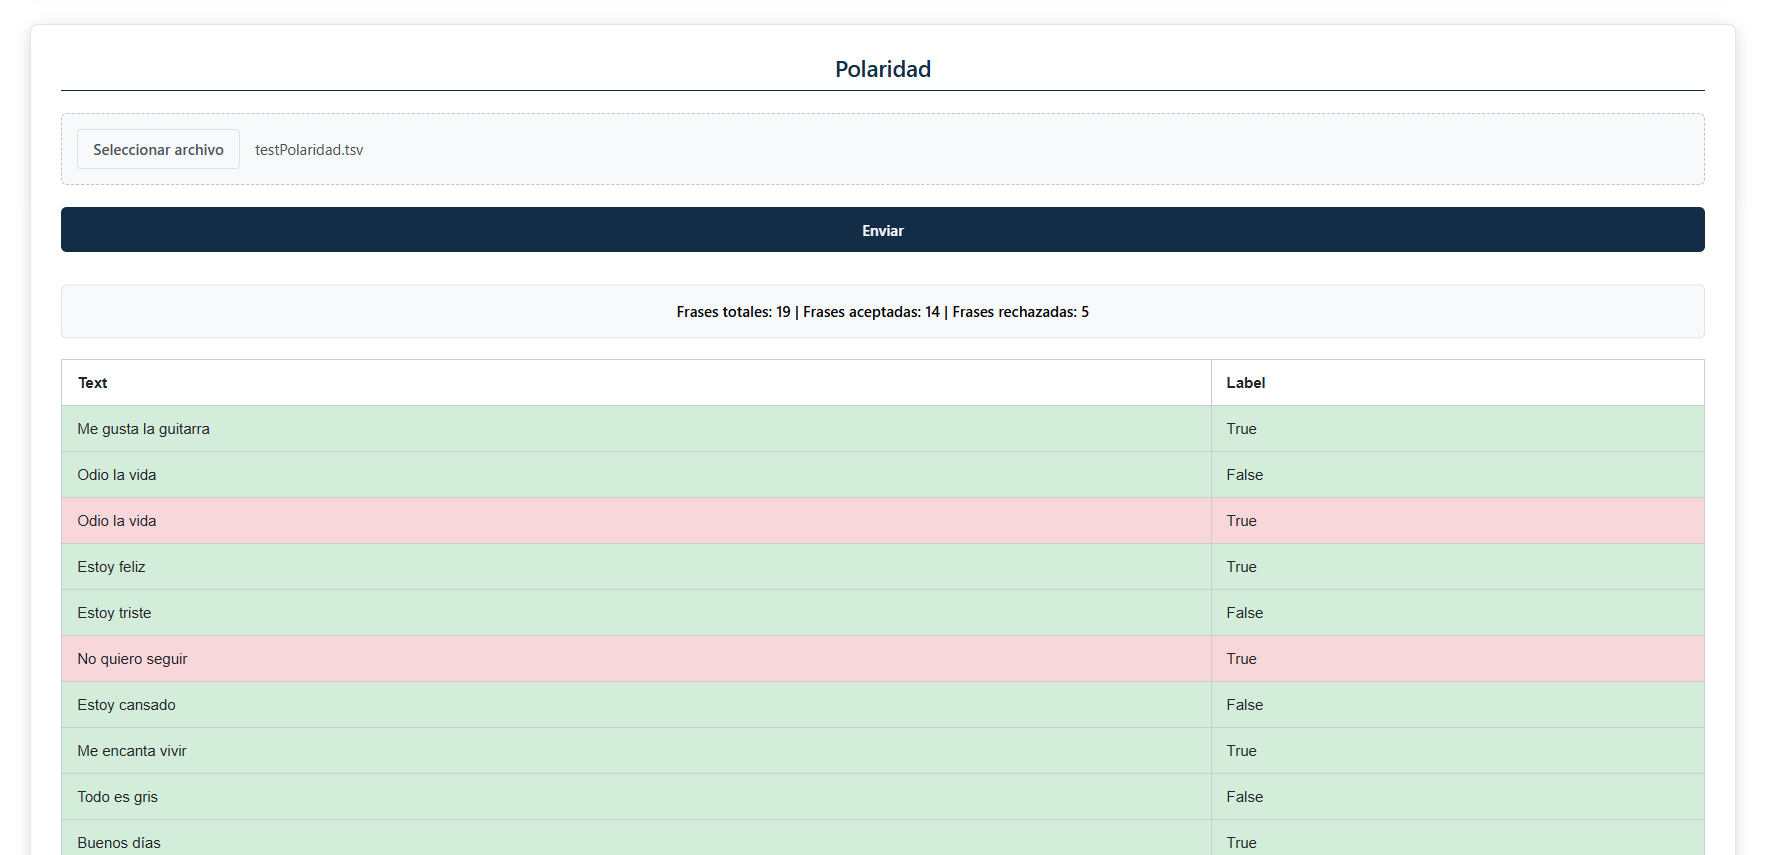 Polaridad
Seleccionar archivo testPolaridad.tsv
Enviar
Frases totales: 19 | Frases aceptadas: 14 | Frases rechazadas: 5
Text Label
Me gusta la guitarra True
Odio la vida False
Odio la vida True
Estoy feliz True
Estoy triste False
No quiero seguir True
Estoy cansado False
Me encanta vivir True
Todo es gris False
Buenos días True